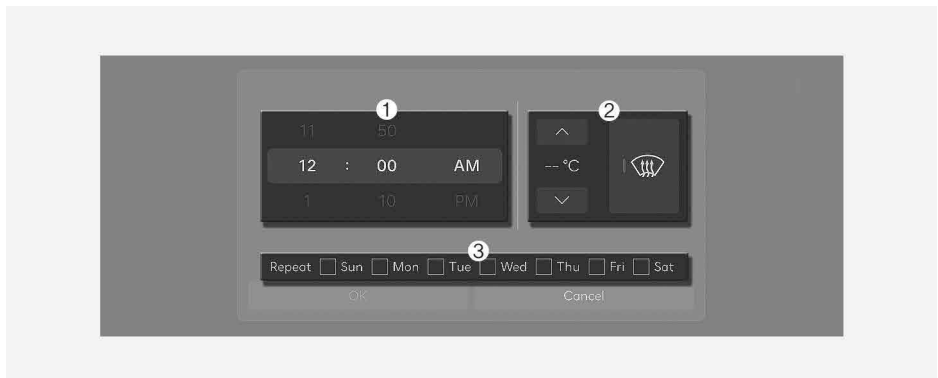 1
2
11 50
12 : 00 AM
-- °C
1 10 PM
3
Repeat Sun Mon Tue Wed Thu Fri Sat
OK Cancel